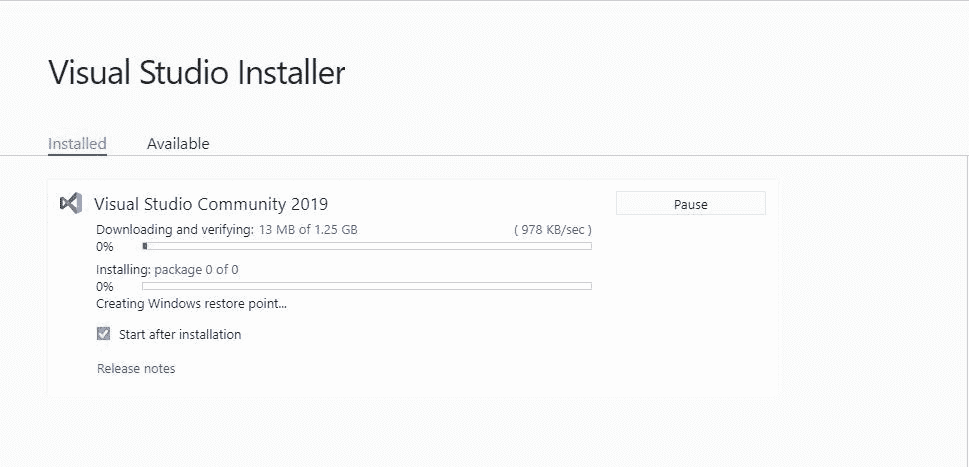 Visual Studio Installer
Installed Available
Visual Studio Community 2019 Pause
Downloading and verifying: 13 MB of 1.25 GB ( 978 KB/sec )
0%
Installing: package 0 of 0
0%
Creating Windows restore point...
Start after installation
Release notes